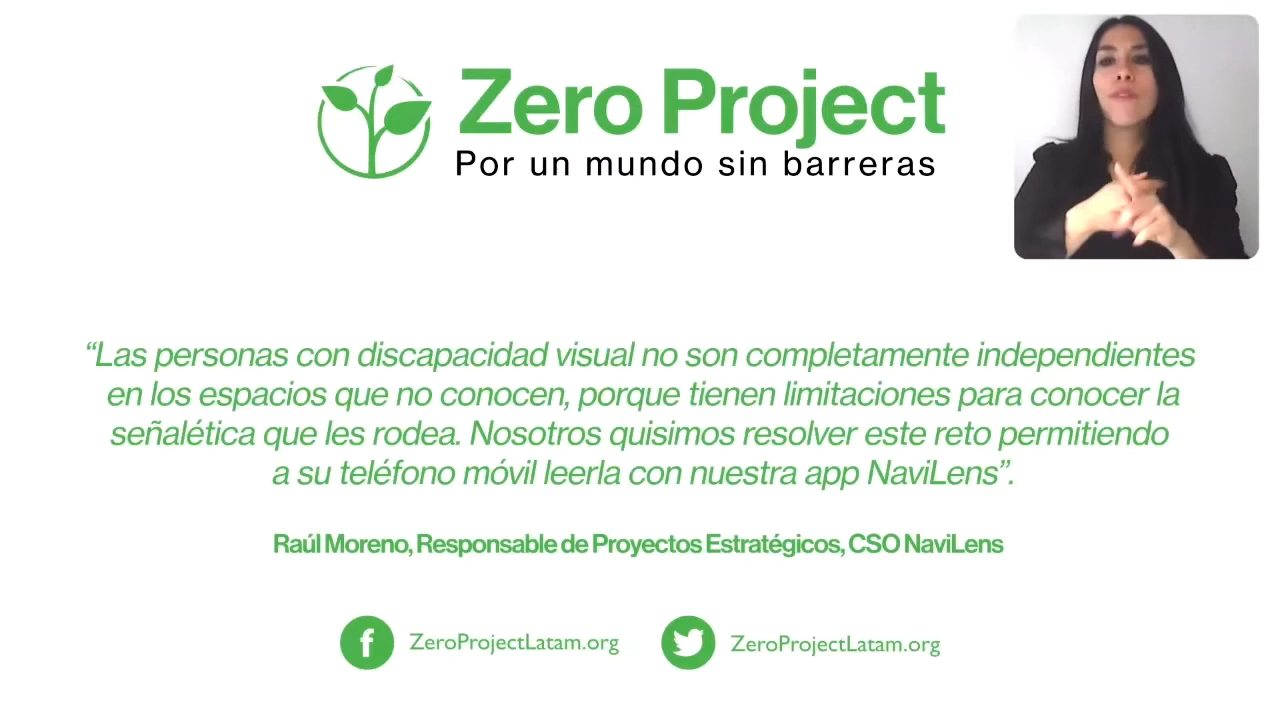 Zero Project
Por un mundo sin barreras
“Las personas con discapacidad visual no son completamente independientes
en los espacios que no conocen, porque tienen limitaciones para conocer la
señalética que les rodea. Nosotros quisimos resolver este reto permitiendo
a su teléfono móvil leerla con nuestra app NaviLens”.
Raúl Moreno, Responsable de Proyectos Estratégicos, CSO NaviLens
ZeroProjectLatam.org
ZeroProjectLatam.org